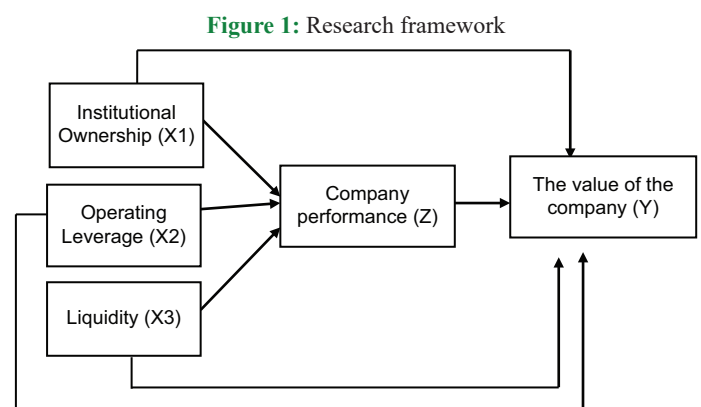 Figure 1: Research framework
Institutional
Ownership (X1)
Operating
Leverage (X2)
Liquidity (X3)
Company
performance (Z)
The value of the
company (Y)